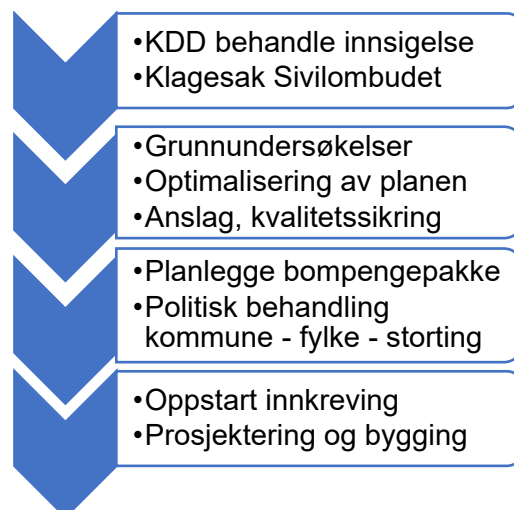 •KDD behandle innsigelse
•Klagesak Sivilombudet
•Grunnundersøkelser
•Optimalisering av planen
•Anslag, kvalitetssikring
•Planlegge bompengepakke
•Politisk behandling
kommune - fylke - storting
•Oppstart innkreving
•Prosjektering og bygging